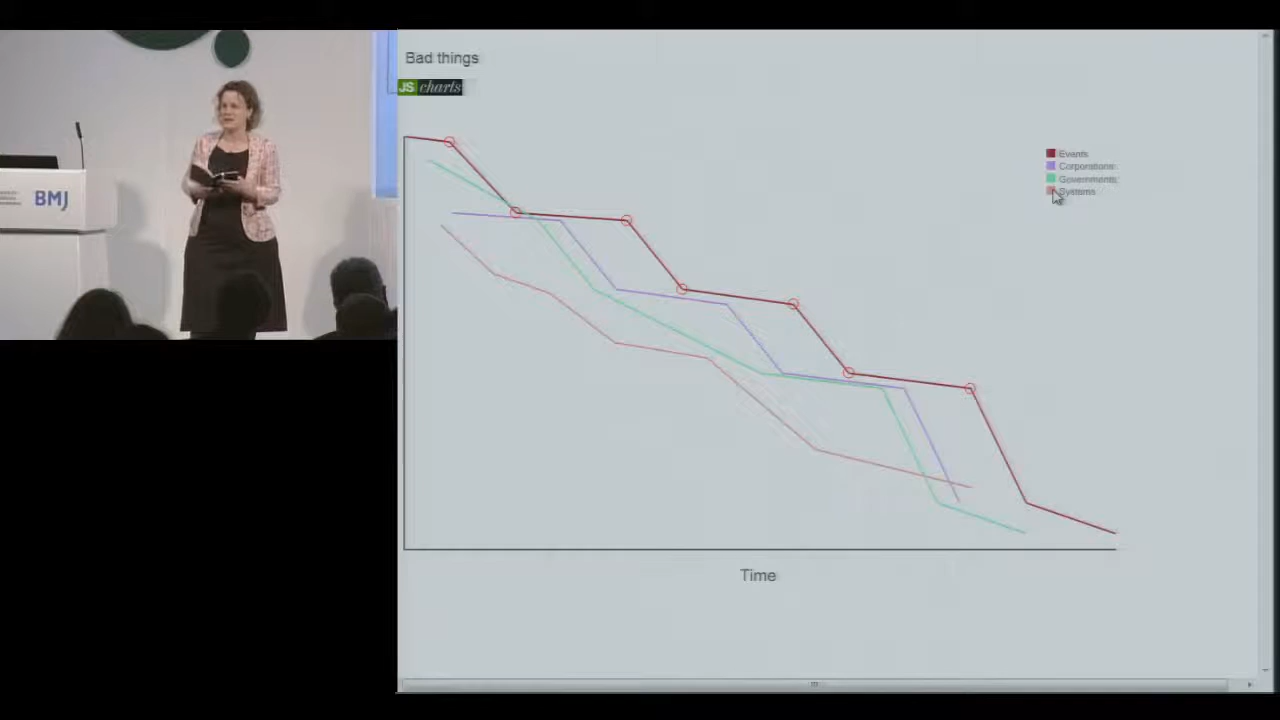 Bad things
JS charts
Events
Corporations
Governments
Systems
BMJ
Time